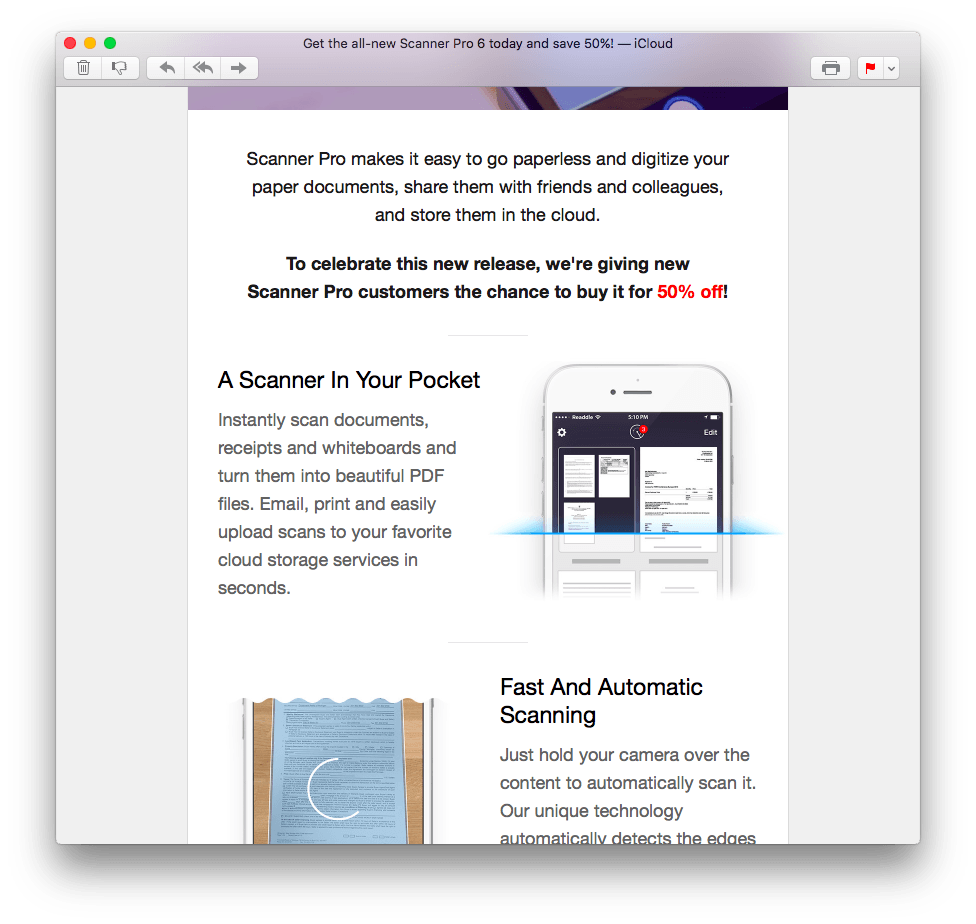 Get the all-new Scanner Pro 6 today and save 50%! — iCloud
Scanner Pro makes it easy to go paperless and digitize your
paper documents, share them with friends and colleagues,
and store them in the cloud.
To celebrate this new release, we're giving new
Scanner Pro customers the chance to buy it for 50% off!
A Scanner In Your Pocket
Instantly scan documents,
receipts and whiteboards and
turn them into beautiful PDF
files. Email, print and easily
upload scans to your favorite
cloud storage services in
seconds.
Readdle
5:10 PM
3
Edit
Fast And Automatic
Scanning
Just hold your camera over the
content to automatically scan it.
Our unique technology
automatically detects the edges